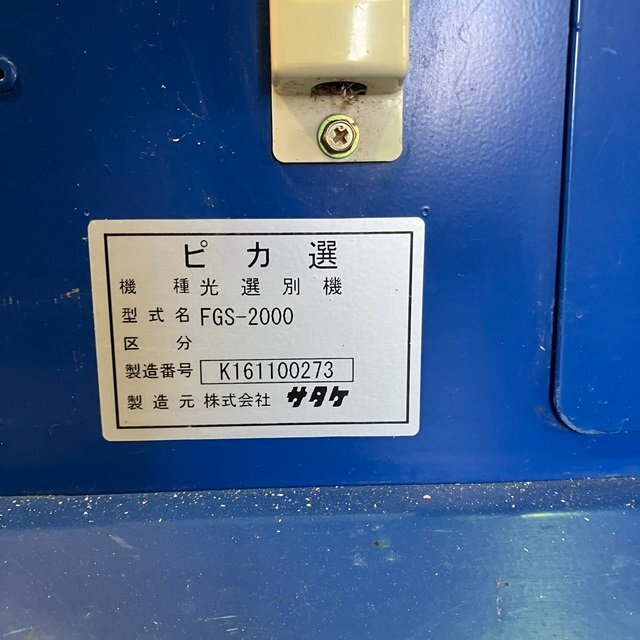 ピカ選
機種 光選別機
型式名 FGS-2000
区分
製造番号 K161100273
製造元 株式会社 サタケ